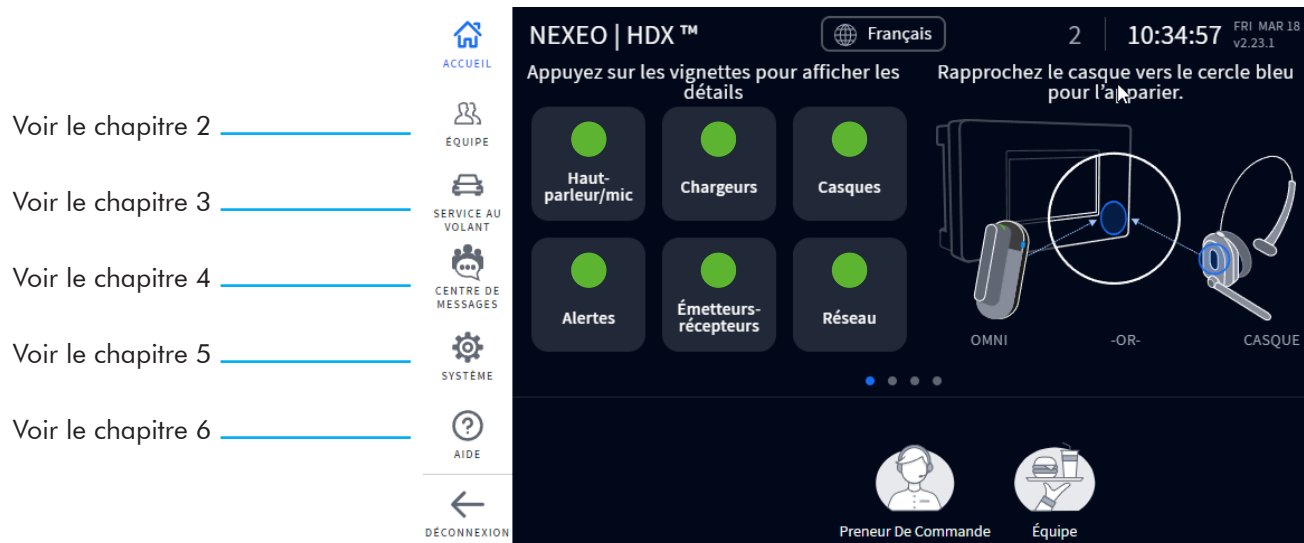 Voir le chapitre 2
Voir le chapitre 3
Voir le chapitre 4
Voir le chapitre 5
Voir le chapitre 6
ACCUEIL
ÉQUIPE
SERVICE AU
VOLANT
CENTRE DE
MESSAGES
SYSTÈME
AIDE
DÉCONNEXION
NEXEO | HDX ™
Français
2
10:34:57
FRI MAR 18
v2.23.1
Appuyez sur les vignettes pour afficher les
détails
Haut-
parleur/mic
Chargeurs
Casques
Alertes
Émetteurs-
récepteurs
Réseau
Rapprochez le casque vers le cercle bleu
pour l'apparier.
OMNI
-OR-
CASQUE
Preneur De Commande
Équipe